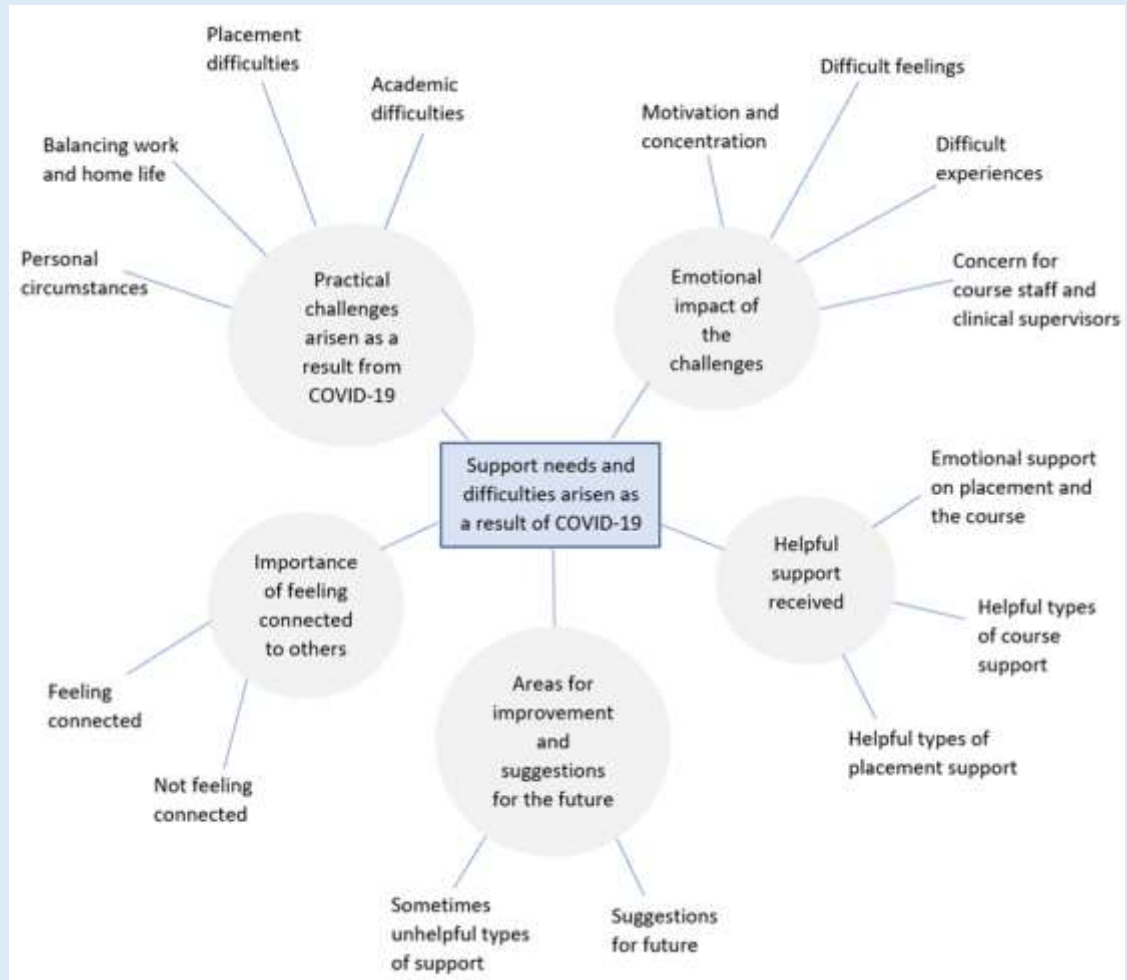 Placement
difficulties
Academic
difficulties
Balancing work
and home life
Personal
circumstances
Practical
challenges
arisen as a
result from
COVID-19
Difficult feelings
Motivation and
concentration
Difficult
experiences
Concern for
course staff and
clinical supervisors
Emotional
impact of
the
challenges
Support needs and
difficulties arisen as
a result of COVID-19
Emotional support
on placement and
the course
Helpful
support
received
Helpful types
of course
support
Helpful types of
placement support
Importance
of feeling
connected
to others
Feeling
connected
Not feeling
connected
Areas for
improvement
and
suggestions
for the future
Sometimes
unhelpful types
of support
Suggestions
for future